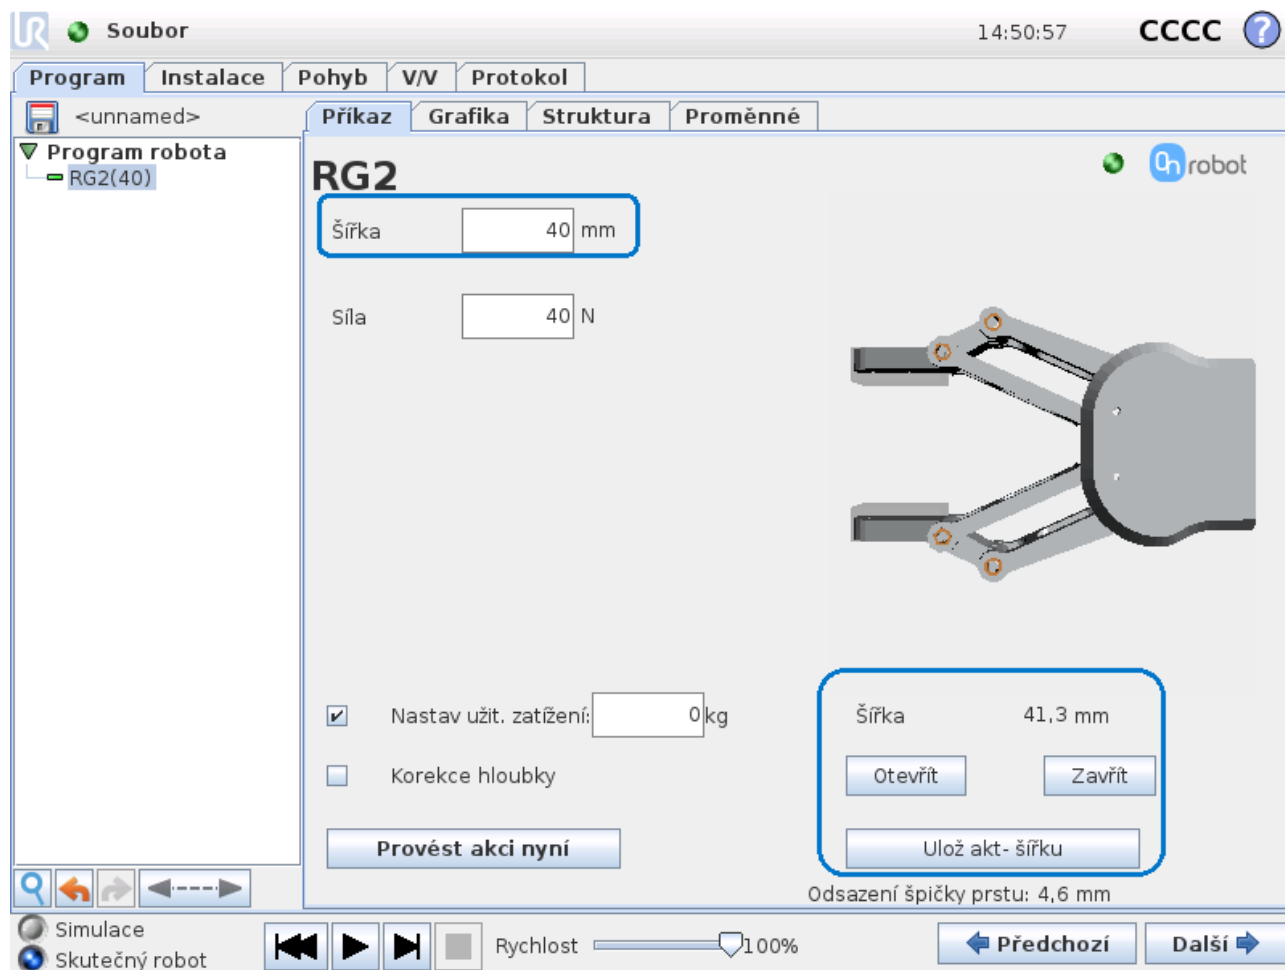 UR Soubor 14:50:57 CCCC ?
Program Instalace Pohyb V/V Protokol
<unnamed> Příkaz Grafika Struktura Proměnné
Program robota
RG2(40)
RG2
On robot
Šířka 40 mm
Síla 40 N
Nastav užit. zatížení: 0 kg Šířka 41,3 mm
Korekce hloubky Otevřít Zavřít
Provést akci nyní Ulož akt- šířku
Odsazení špičky prstu: 4,6 mm
Simulace
Skutečný robot
Rychlost 100% Předchozí Další